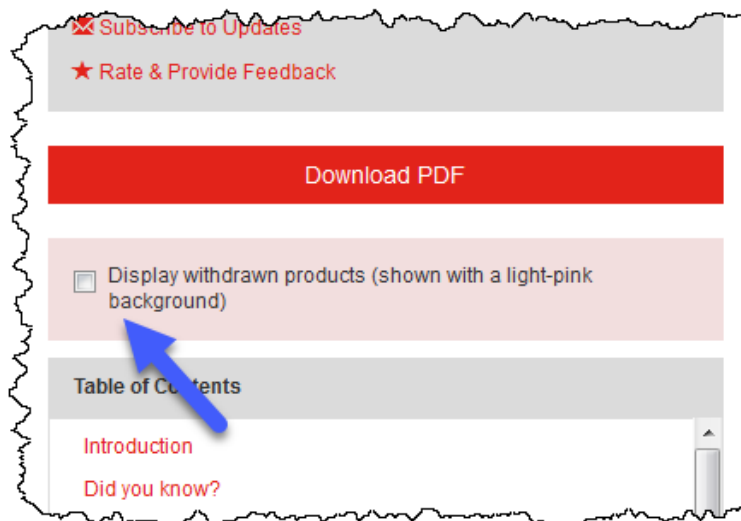 Subscribe to Updates
Rate & Provide Feedback
Download PDF
Display withdrawn products (shown with a light-pink
background)
Table of Contents
Introduction
Did you know?